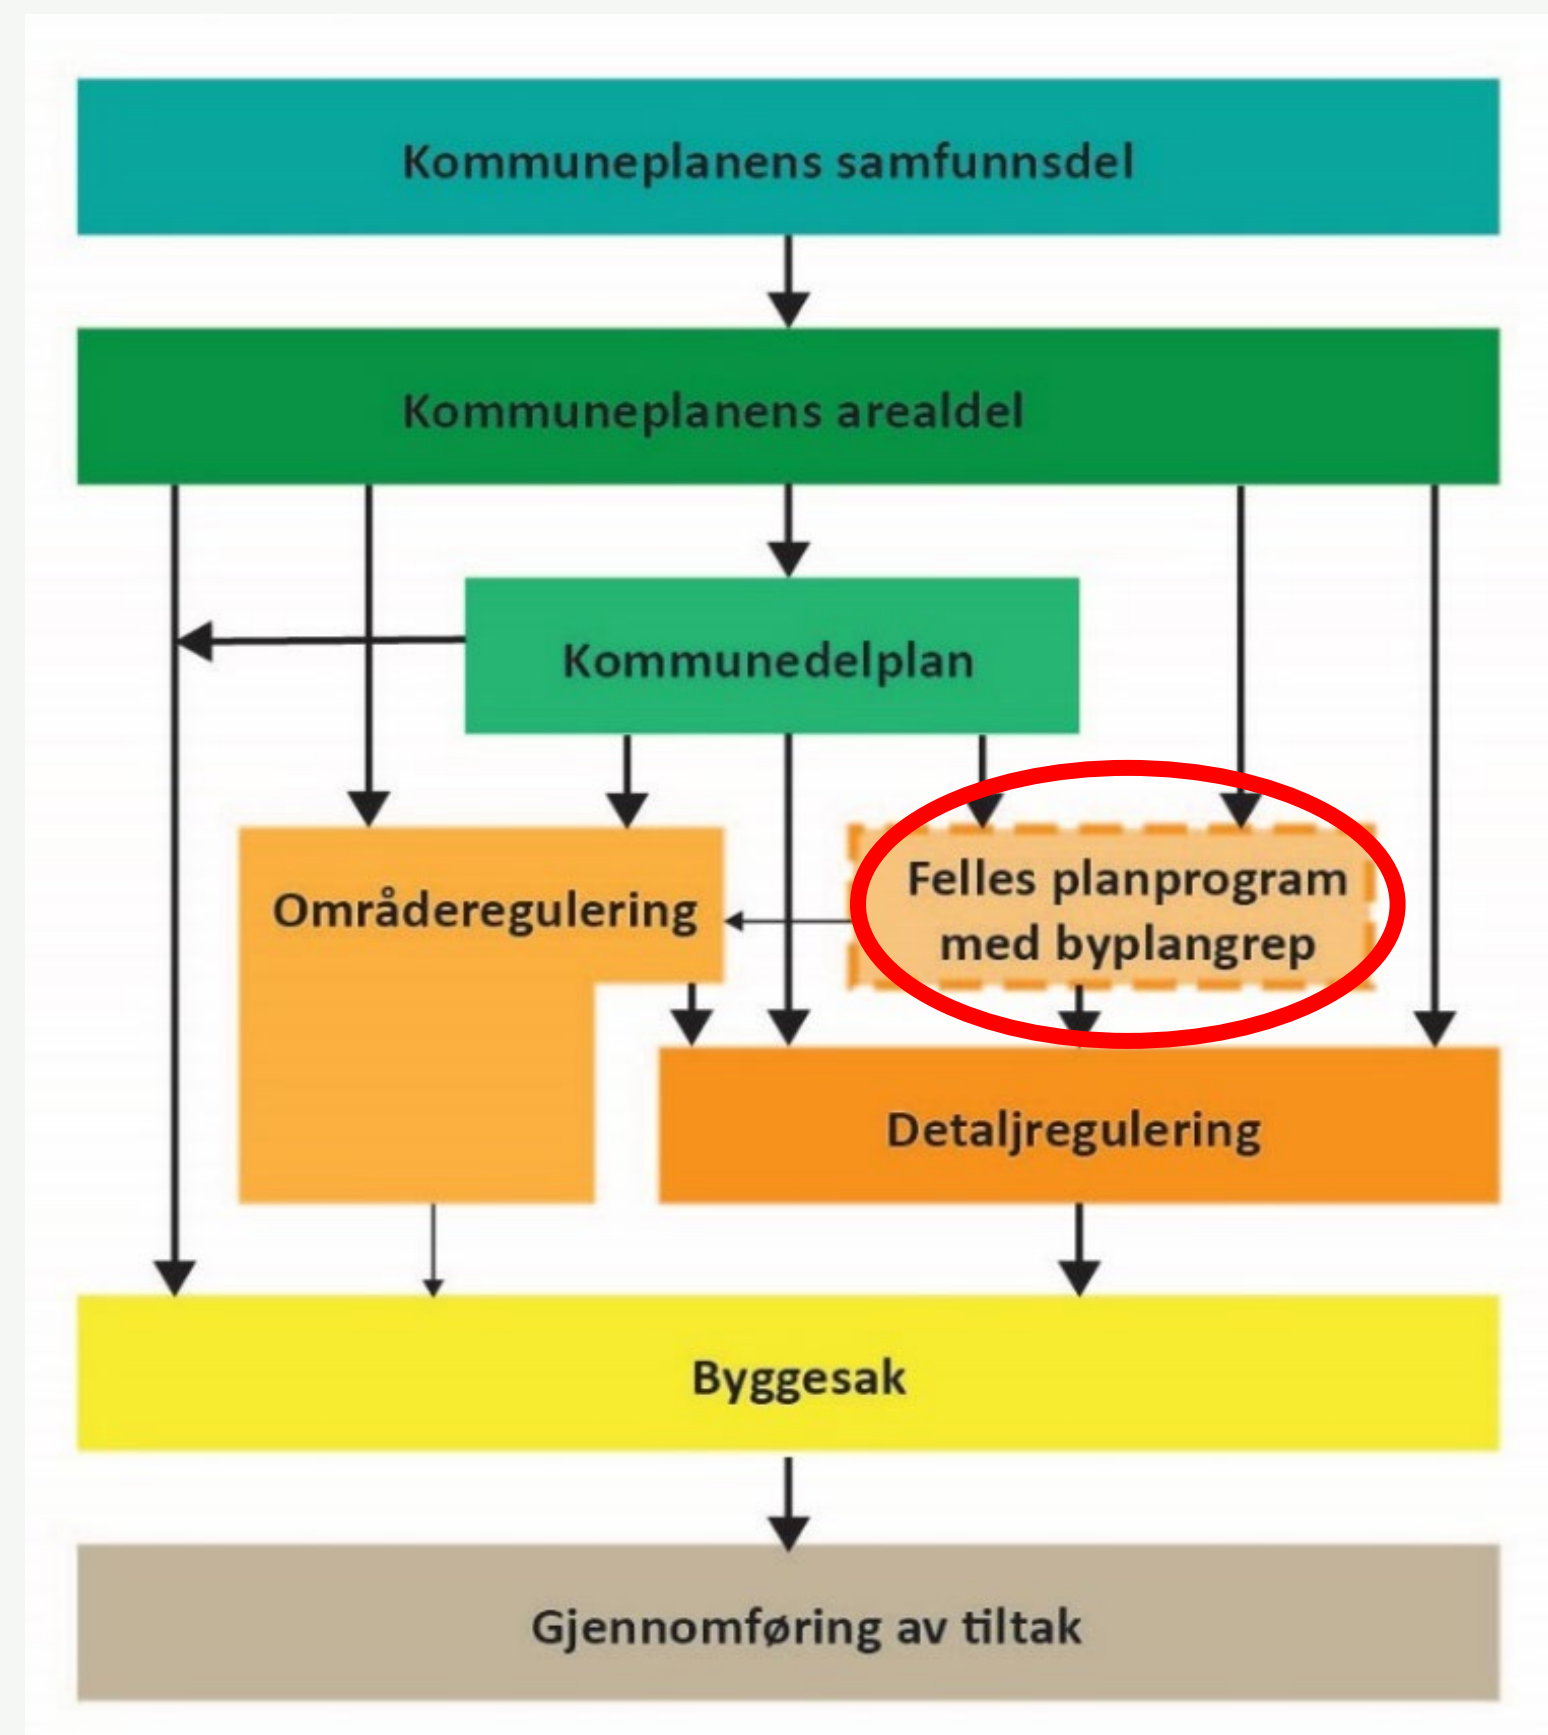 Kommuneplanens samfunnsdel
Kommuneplanens arealdel
Kommunedelplan
Områderegulering
Felles planprogram
med byplangrep
Detaljregulering
Byggesak
Gjennomføring av tiltak